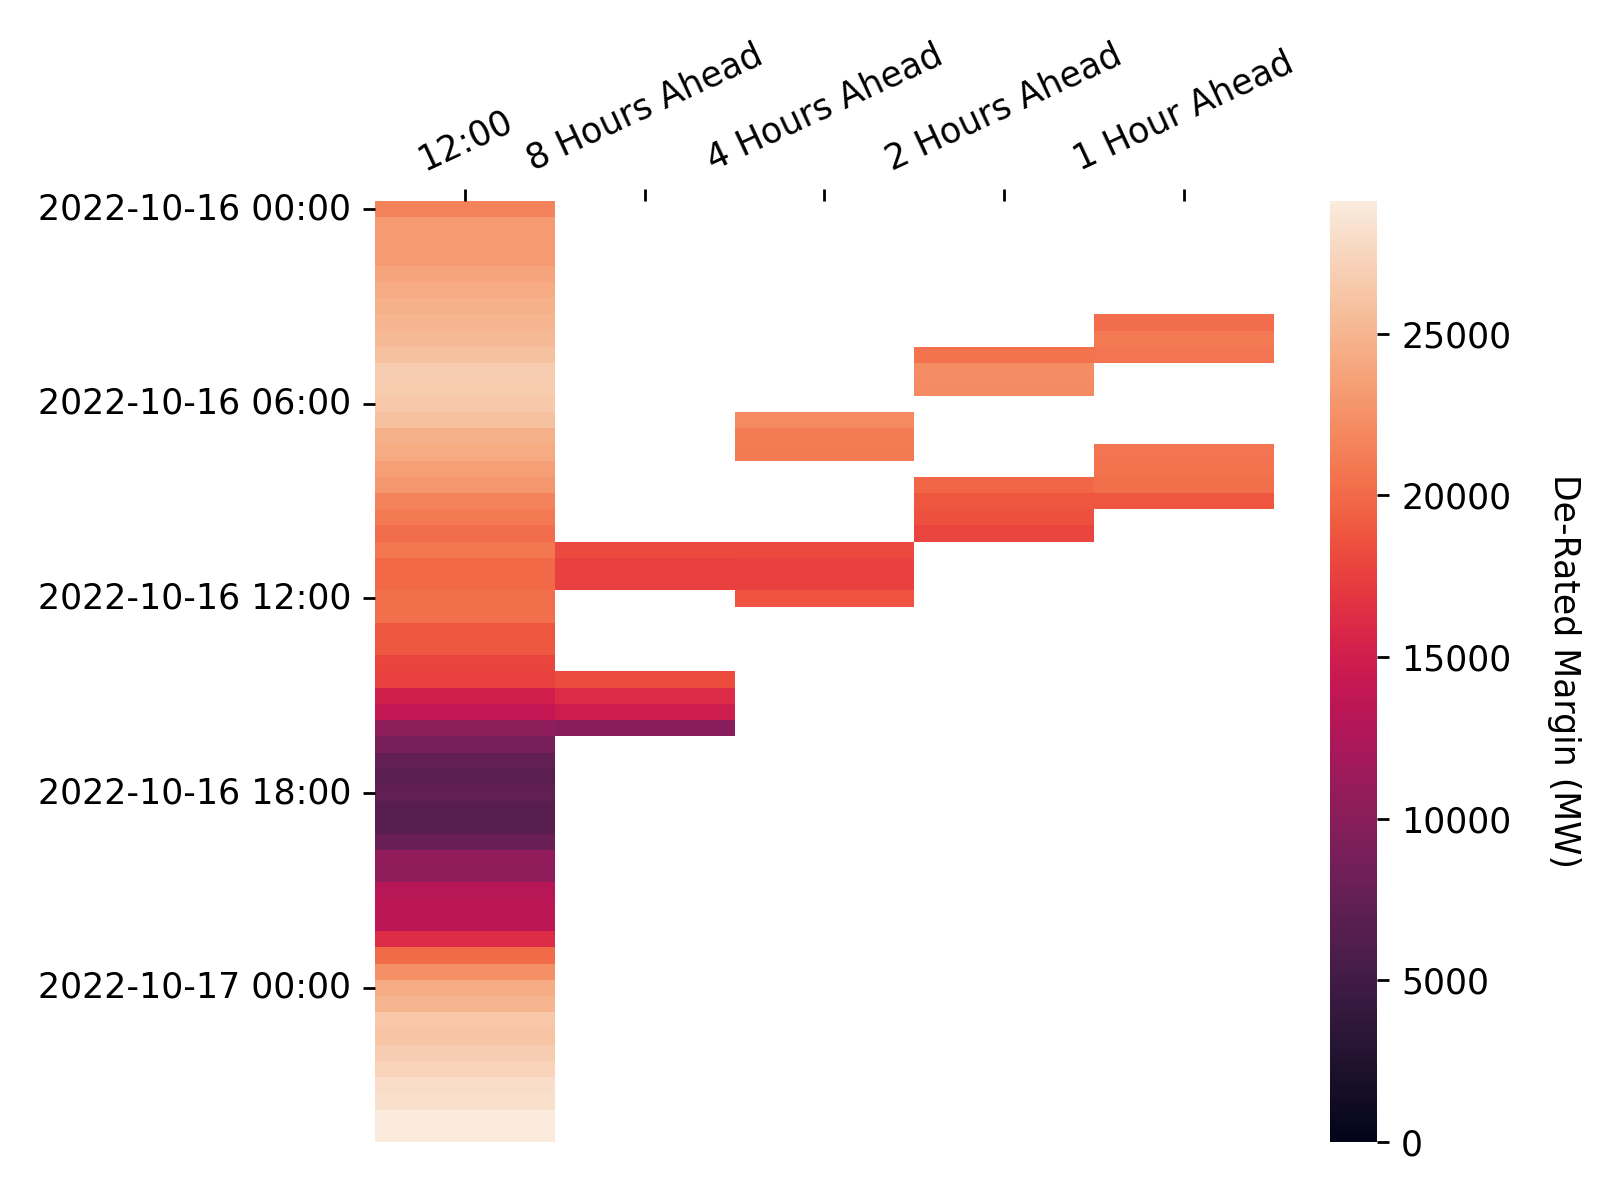 12:00
8 Hours Ahead
4 Hours Ahead
2 Hours Ahead
1 Hour Ahead
2022-10-16 00:00
2022-10-16 06:00
2022-10-16 12:00
2022-10-16 18:00
2022-10-17 00:00
25000
20000
15000
10000
5000
0
De-Rated Margin (MW)